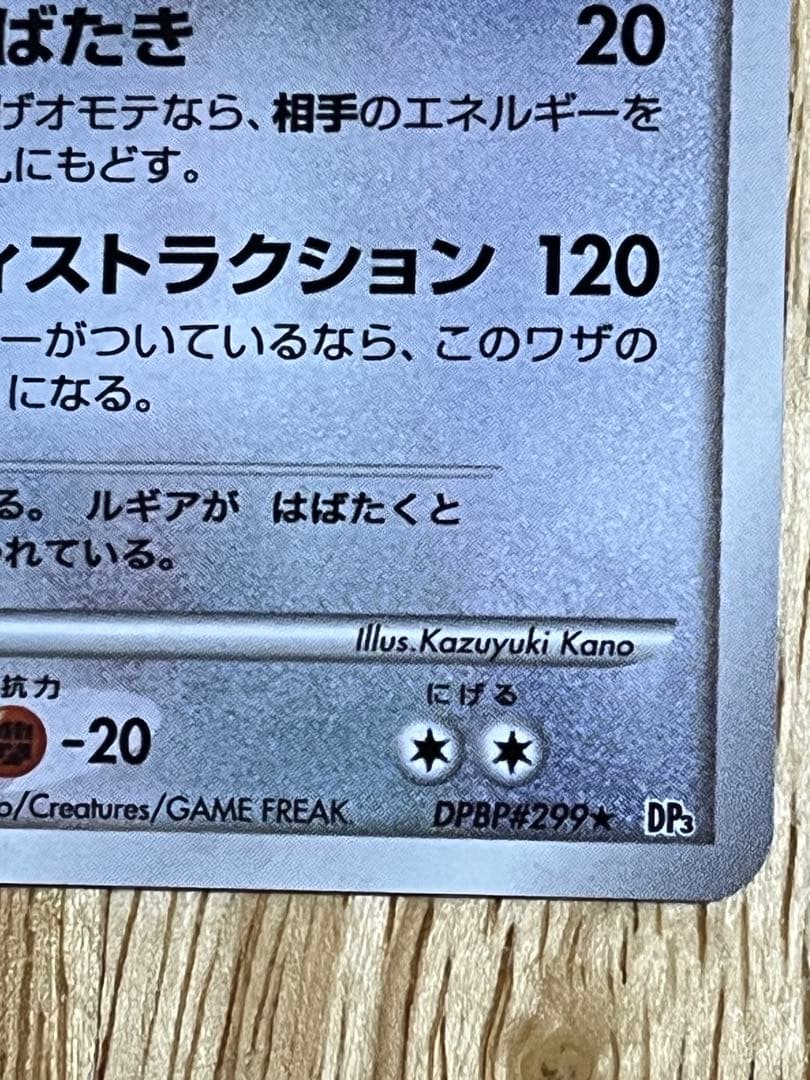 ばたき 20
げオモテなら、相手のエネルギーを
にもどす。
ィストラクション 120
ーがついているなら、このワザの
になる。
る。 ルギアが はばたくと
れている。
Illus.Kazuyuki Kano
抗力 にげる
闘 -20
o/Creatures/GAME FREAK. DPBP#299★ DP3